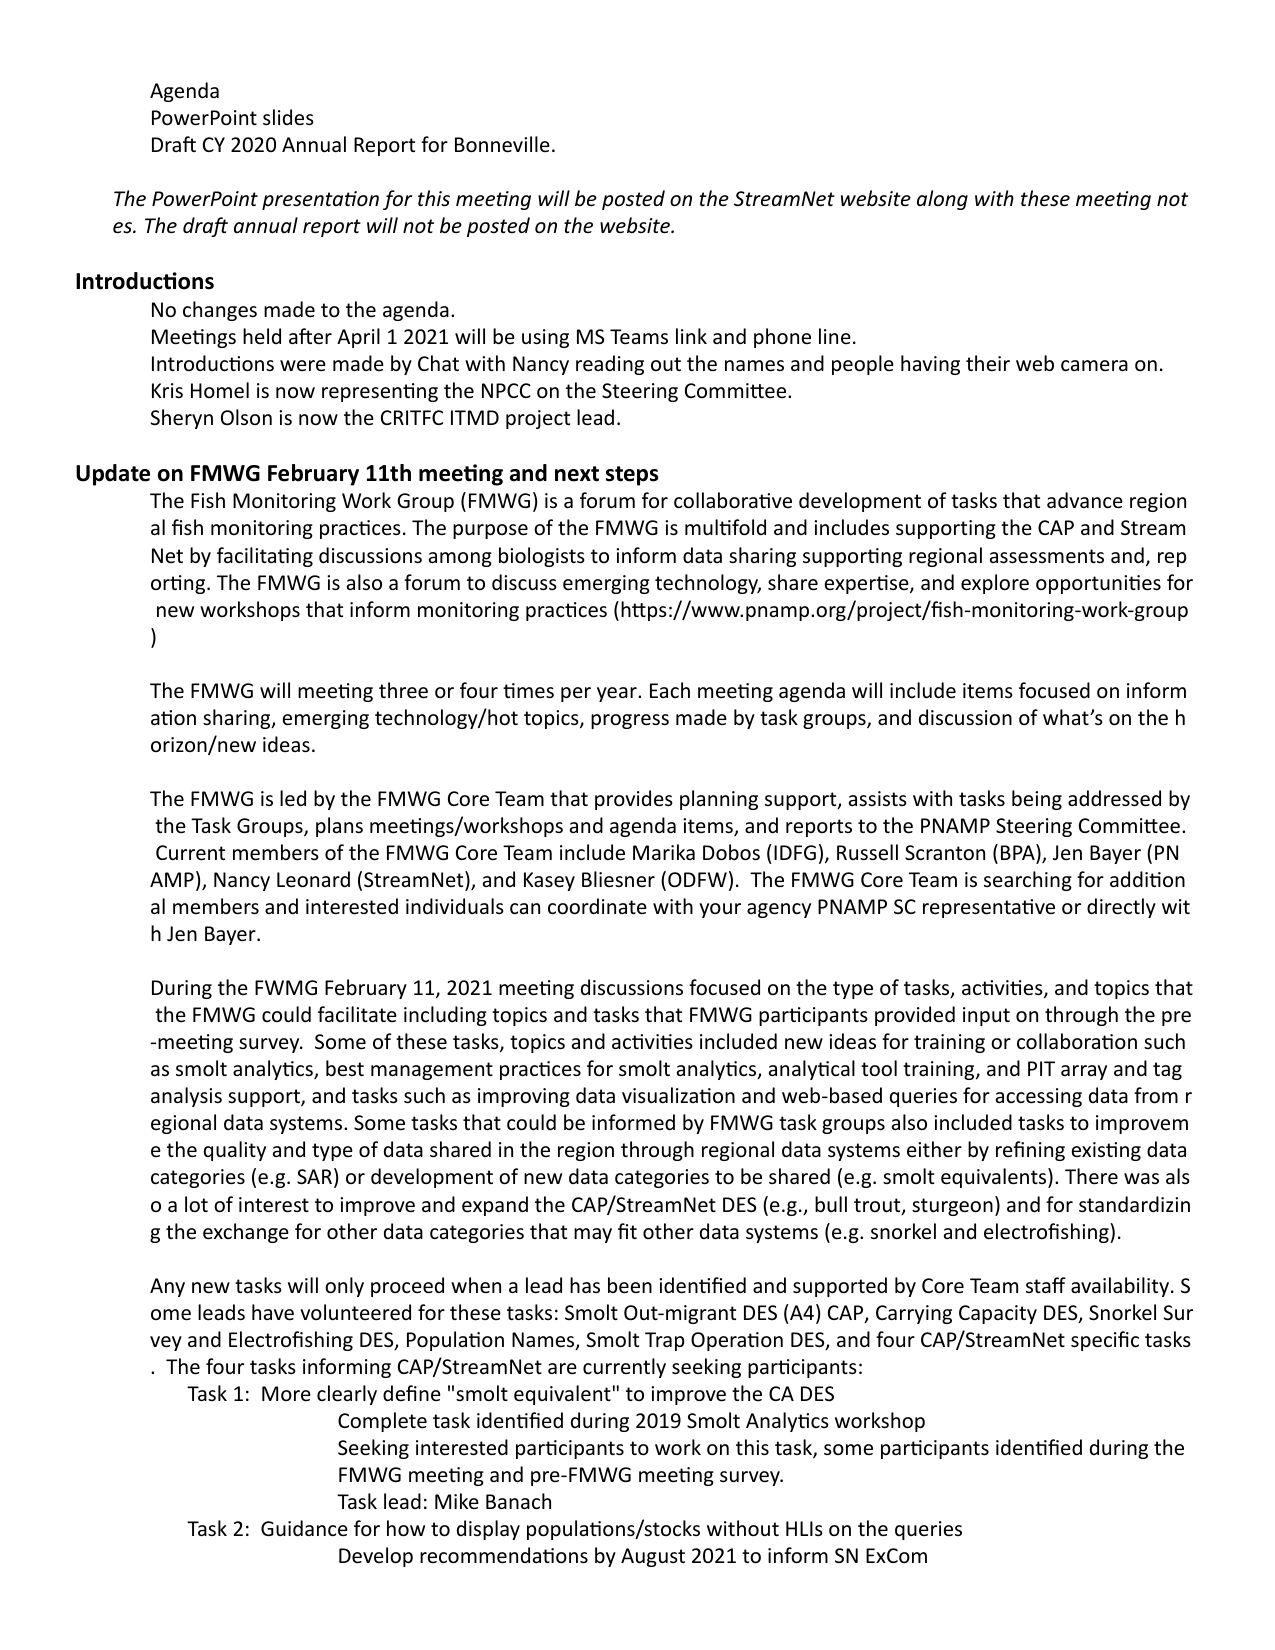 Agenda
PowerPoint slides
Draft CY 2020 Annual Report for Bonneville.
The PowerPoint presentation for this meeting will be posted on the StreamNet website along with these meeting not
es. The draft annual report will not be posted on the website.
Introductions
No changes made to the agenda.
Meetings held after April 1 2021 will be using MS Teams link and phone line.
Introductions were made by Chat with Nancy reading out the names and people having their web camera on.
Kris Homel is now representing the NPCC on the Steering Committee.
Sheryn Olson is now the CRITFC ITMD project lead.
Update on FMWG February 11th meeting and next steps
The Fish Monitoring Work Group (FMWG) is a forum for collaborative development of tasks that advance region
al fish monitoring practices. The purpose of the FMWG is multifold and includes supporting the CAP and Stream
Net by facilitating discussions among biologists to inform data sharing supporting regional assessments and, rep
orting. The FMWG is also a forum to discuss emerging technology, share expertise, and explore opportunities for
new workshops that inform monitoring practices (https://www.pnamp.org/project/fish-monitoring-work-group
)
The FMWG will meeting three or four times per year. Each meeting agenda will include items focused on inform
ation sharing, emerging technology/hot topics, progress made by task groups, and discussion of what’s on the h
orizon/new ideas.
The FMWG is led by the FMWG Core Team that provides planning support, assists with tasks being addressed by
the Task Groups, plans meetings/workshops and agenda items, and reports to the PNAMP Steering Committee.
Current members of the FMWG Core Team include Marika Dobos (IDFG), Russell Scranton (BPA), Jen Bayer (PN
AMP), Nancy Leonard (StreamNet), and Kasey Bliesner (ODFW).  The FMWG Core Team is searching for addition
al members and interested individuals can coordinate with your agency PNAMP SC representative or directly wit
h Jen Bayer.
During the FWMG February 11, 2021 meeting discussions focused on the type of tasks, activities, and topics that
the FMWG could facilitate including topics and tasks that FMWG participants provided input on through the pre
-meeting survey.  Some of these tasks, topics and activities included new ideas for training or collaboration such
as smolt analytics, best management practices for smolt analytics, analytical tool training, and PIT array and tag
analysis support, and tasks such as improving data visualization and web-based queries for accessing data from r
egional data systems. Some tasks that could be informed by FMWG task groups also included tasks to improvem
e the quality and type of data shared in the region through regional data systems either by refining existing data
categories (e.g. SAR) or development of new data categories to be shared (e.g. smolt equivalents). There was als
o a lot of interest to improve and expand the CAP/StreamNet DES (e.g., bull trout, sturgeon) and for standardizin
g the exchange for other data categories that may fit other data systems (e.g. snorkel and electrofishing).
Any new tasks will only proceed when a lead has been identified and supported by Core Team staff availability. S
ome leads have volunteered for these tasks: Smolt Out-migrant DES (A4) CAP, Carrying Capacity DES, Snorkel Sur
vey and Electrofishing DES, Population Names, Smolt Trap Operation DES, and four CAP/StreamNet specific tasks
.  The four tasks informing CAP/StreamNet are currently seeking participants:
Task 1:  More clearly define "smolt equivalent" to improve the CA DES
Complete task identified during 2019 Smolt Analytics workshop
Seeking interested participants to work on this task, some participants identified during the
FMWG meeting and pre-FMWG meeting survey.
Task lead: Mike Banach
Task 2:  Guidance for how to display populations/stocks without HLIs on the queries
Develop recommendations by August 2021 to inform SN ExCom